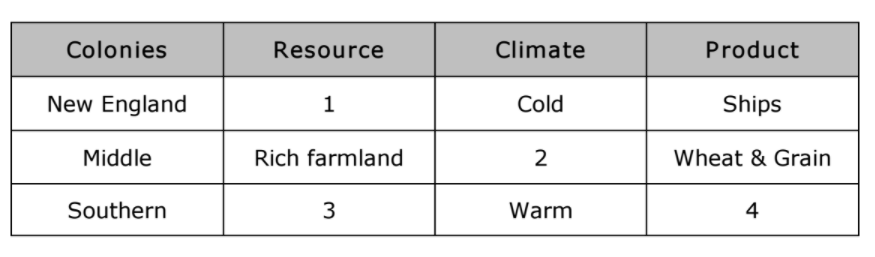 Colonies Resource Climate Product
New England 1 Cold Ships
Middle Rich farmland 2 Wheat & Grain
Southern 3 Warm 4